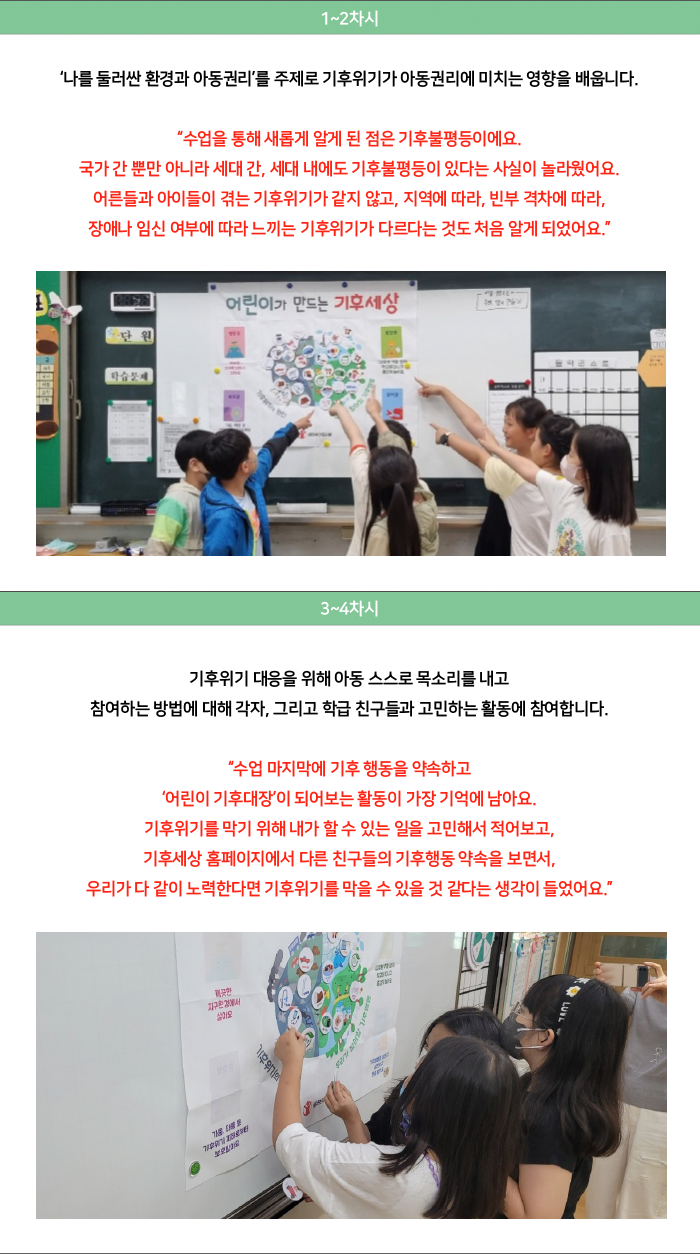 1~2차시
‘나를 둘러싼 환경과 아동권리’를 주제로 기후위기가 아동권리에 미치는 영향을 배웁니다.
“수업을 통해 새롭게 알게 된 점은 기후불평등이에요.
국가 간 뿐만 아니라 세대 간, 세대 내에도 기후불평등이 있다는 사실이 놀라웠어요.
어른들과 아이들이 겪는 기후위기가 같지 않고, 지역에 따라, 빈부 격차에 따라,
장애나 임신 여부에 따라 느끼는 기후위기가 다르다는 것도 처음 알게 되었어요.”
어린이가 만드는 기후세상
단원
학습문제
3~4차시
기후위기 대응을 위해 아동 스스로 목소리를 내고
참여하는 방법에 대해 각자, 그리고 학급 친구들과 고민하는 활동에 참여합니다.
“수업 마지막에 기후 행동을 약속하고
‘어린이 기후대장’이 되어보는 활동이 가장 기억에 남아요.
기후위기를 막기 위해 내가 할 수 있는 일을 고민해서 적어보고,
기후세상 홈페이지에서 다른 친구들의 기후행동 약속을 보면서,
우리가 다 같이 노력한다면 기후위기를 막을 수 있을 것 같다는 생각이 들었어요.”
깨끗한
지구환경에서
살아요
가뭄, 태풍 등
기후위기 피해로부터
보호받아요
LOVE